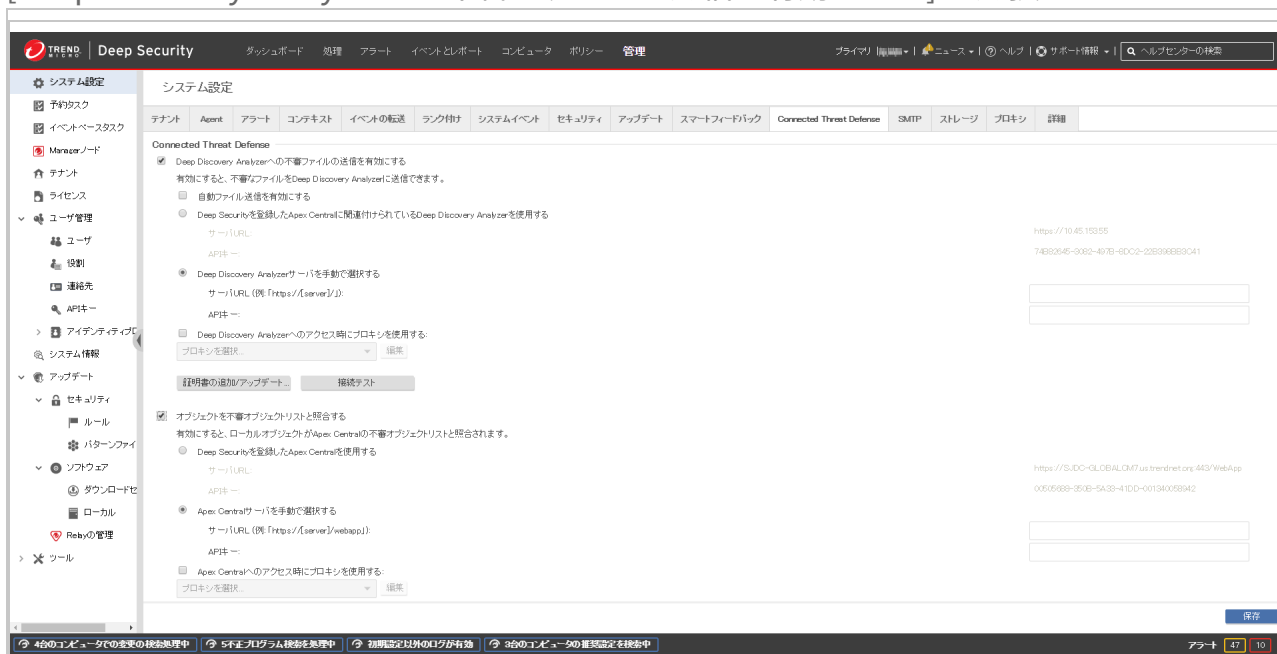 TREND MICRO Deep Security ダッシュボード 処理 アラート イベントとレポート コンピュータ ポリシー 管理 プライマリ ニュース ヘルプ サポート情報 ヘルプセンターの検索
システム設定
予約タスク
イベントベースタスク
Managerノード
テナント
ライセンス
ユーザ管理
ユーザ
役割
連絡先
APIキー
アイデンティティプロ
システム情報
アップデート
セキュリティ
ルール
パターンファイ
ソフトウェア
ダウンロードセ
ローカル
Relayの管理
ツール
システム設定
テナント Agent アラート コンテキスト イベントの転送 ランク付け システムイベント セキュリティ アップデート スマートフィードバック Connected Threat Defense SMTP ストレージ プロキシ 詳細
Connected Threat Defense
Deep Discovery Analyzerへの不審ファイルの送信を有効にする
有効にすると、不審なファイルをDeep Discovery Analyzerに送信できます。
自動ファイル送信を有効にする
Deep Securityを登録したApex Centralに関連付けられているDeep Discovery Analyzerを使用する
サーバURL: https://10.45.153.55
APIキー:
Deep Discovery Analyzerサーバを手動で選択する
サーバURL (例:「https://[server]/」):
APIキー:
Deep Discovery Analyzerへのアクセス時にプロキシを使用する:
プロキシを選択... 編集
証明書の追加/アップデート... 接続テスト
オブジェクトを不審オブジェクトリストと照合する
有効にすると、ローカルオブジェクトがApex Centralの不審オブジェクトリストと照合されます。
Deep Securityを登録したApex Centralを使用する
サーバURL: https://SJDC-GLOBALCM7.us.trendnet.org:443/WebApp
APIキー:
Apex Centralサーバを手動で選択する
サーバURL (例:「https://[server]/webapp」):
APIキー:
Apex Centralへのアクセス時にプロキシを使用する:
プロキシを選択... 編集
保存
4台のコンピュータでの変更の検索処理中 5不正プログラム検索を処理中 初期設定以外のログが有効 3台のコンピュータの推奨設定を検索中 アラート 47 10